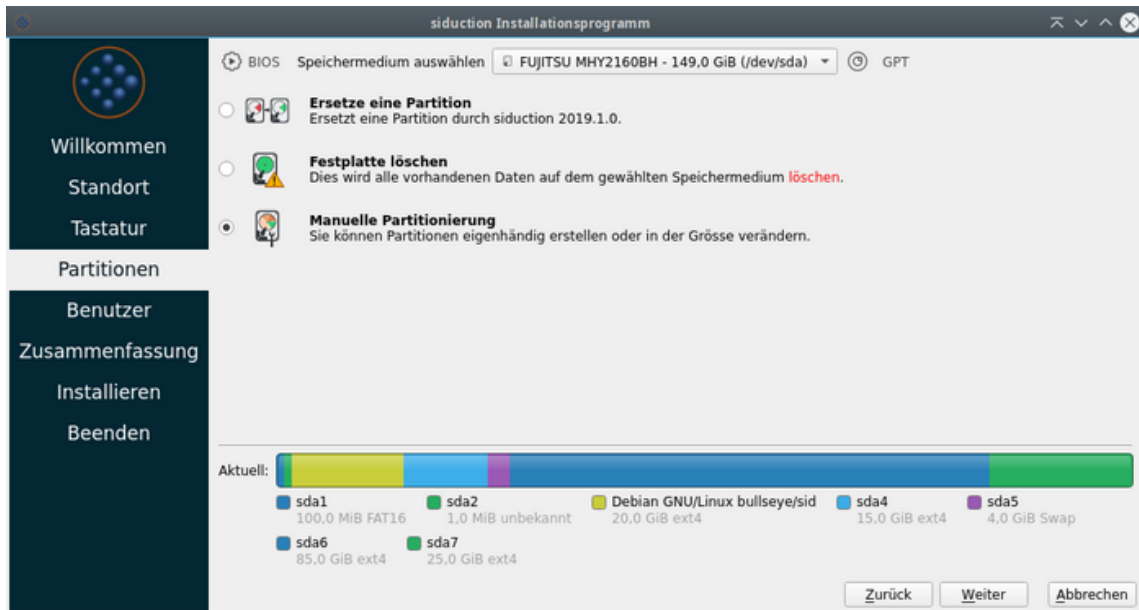 siduction Installationsprogramm
BIOS Speichermedium auswählen FUJITSU MHY2160BH - 149,0 GiB (/dev/sda) GPT
Willkommen
Standort
Tastatur
Partitionen
Benutzer
Zusammenfassung
Installieren
Beenden
Ersetze eine Partition
Ersetzt eine Partition durch siduction 2019.1.0.
Festplatte löschen
Dies wird alle vorhandenen Daten auf dem gewählten Speichermedium löschen.
Manuelle Partitionierung
Sie können Partitionen eigenhändig erstellen oder in der Grösse verändern.
Aktuell:
sda1 sda2 Debian GNU/Linux bullseye/sid sda4 sda5
100,0 MiB FAT16 1,0 MiB unbekannt 20,0 GiB ext4 15,0 GiB ext4 4,0 GiB Swap
sda6 sda7
85,0 GiB ext4 25,0 GiB ext4
Zurück Weiter Abbrechen